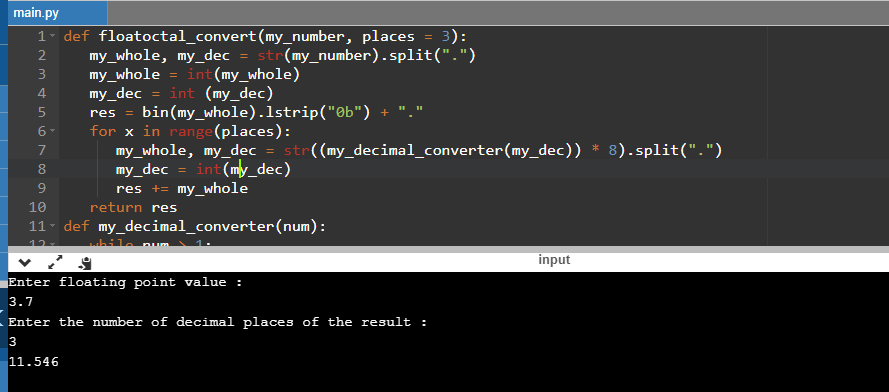 main.py
1 def floatoctal_convert(my_number, places = 3):
2 my_whole, my_dec = str(my_number).split(".")
3 my_whole = int(my_whole)
4 my_dec = int (my_dec)
5 res = bin(my_whole).lstrip("0b") + "."
6 for x in range(places):
7 my_whole, my_dec = str((my_decimal_converter(my_dec)) * 8).split(".")
8 my_dec = int(my_dec)
9 res += my_whole
10 return res
11 def my_decimal_converter(num):
12 while num > 1:
input
Enter floating point value :
3.7
Enter the number of decimal places of the result :
3
11.546